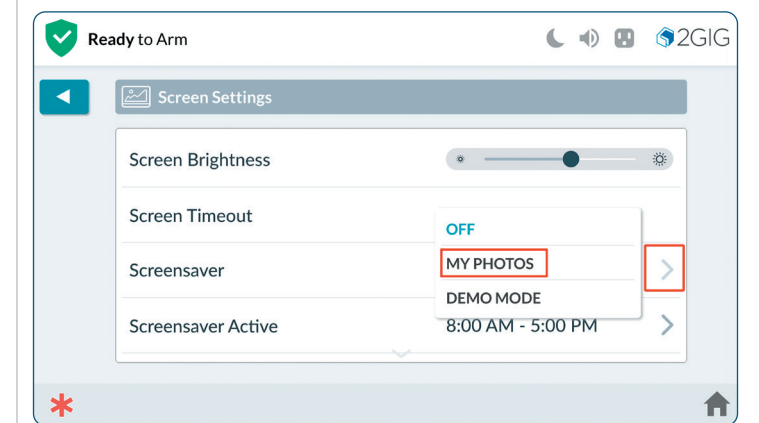 Ready to Arm
2GIG
Screen Settings
Screen Brightness
Screen Timeout
OFF
Screensaver
MY PHOTOS
DEMO MODE
Screensaver Active
8:00 AM - 5:00 PM